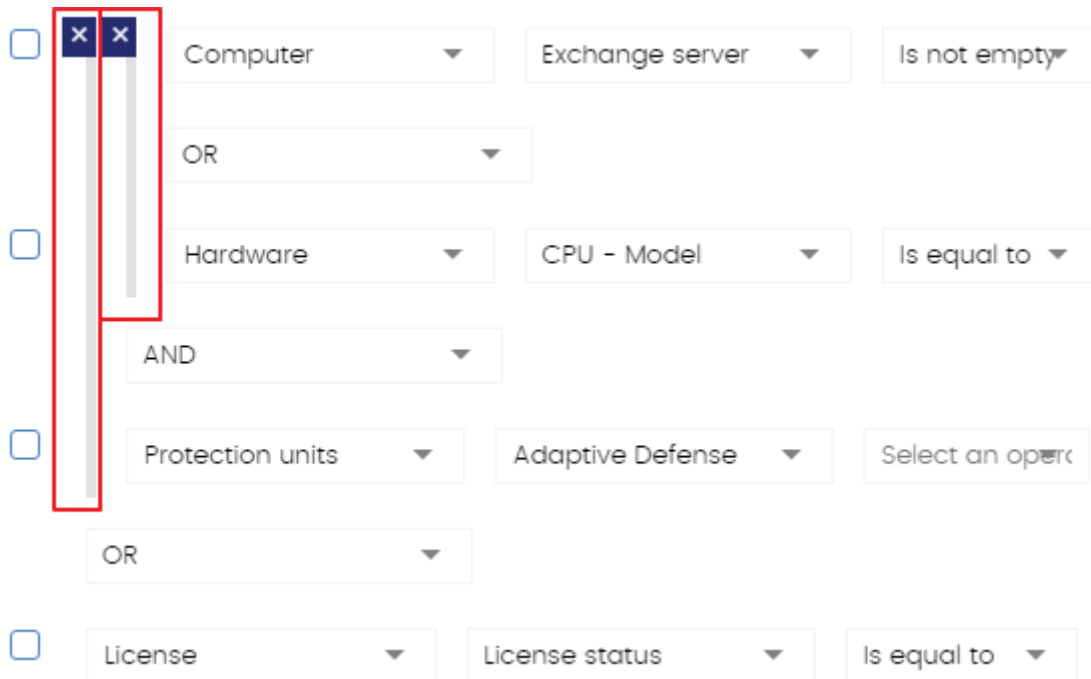 Computer Exchange server Is not empty
OR
Hardware CPU - Model Is equal to
AND
Protection units Adaptive Defense Select an opera
OR
License License status Is equal to